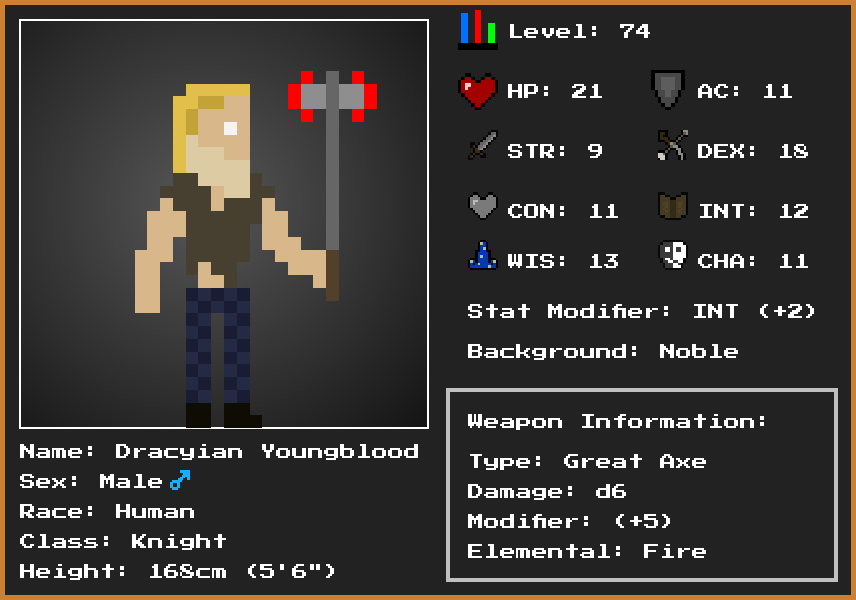 Level: 74
HP: 21 AC: 11
STR: 9 DEX: 18
CON: 11 INT: 12
WIS: 13 CHA: 11
Stat Modifier: INT (+2)
Background: Noble
Weapon Information:
Type: Great Axe
Damage: d6
Modifier: (+5)
Elemental: Fire
Name: Dracyian Youngblood
Sex: Male♂
Race: Human
Class: Knight
Height: 168cm (5'6")